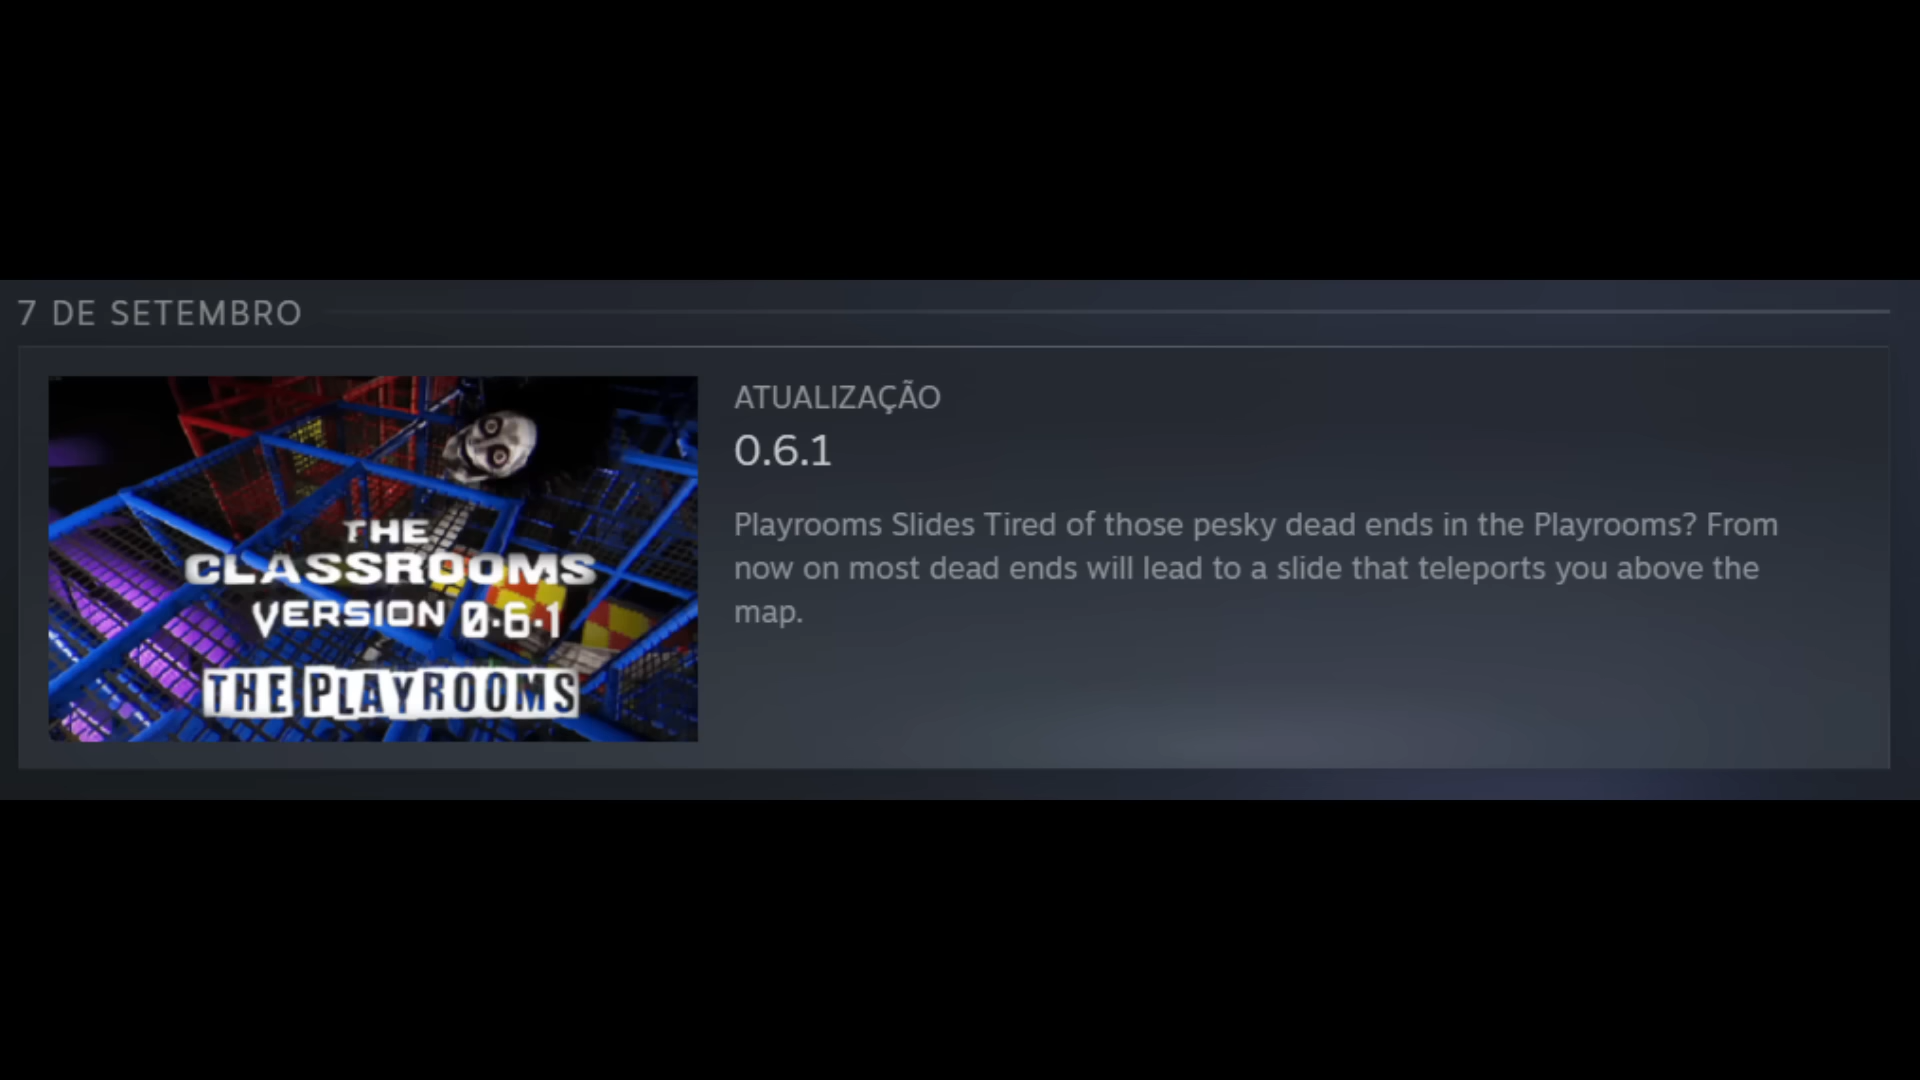 7 DE SETEMBRO
THE
CLASSROOMS
VERSION 0.6.1
THE PLAYROOMS
ATUALIZAÇÃO
0.6.1
Playrooms Slides Tired of those pesky dead ends in the Playrooms? From
now on most dead ends will lead to a slide that teleports you above the
map.